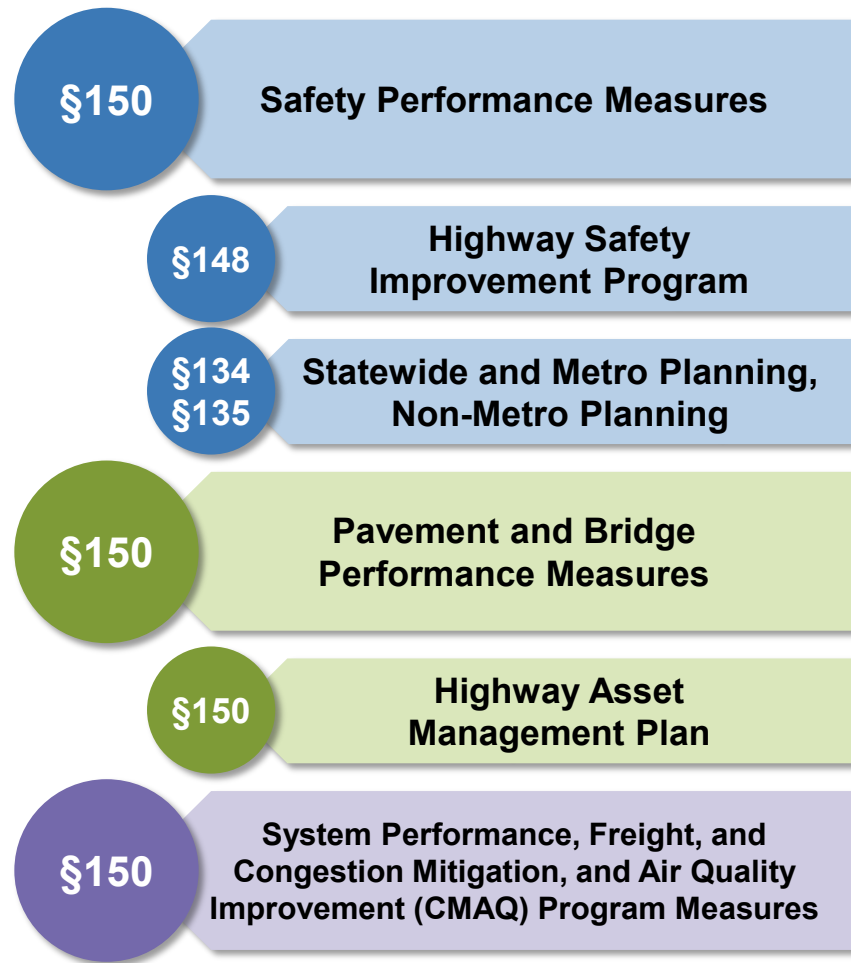 §150
Safety Performance Measures
§148
Highway Safety
Improvement Program
§134
§135
Statewide and Metro Planning,
Non-Metro Planning
§150
Pavement and Bridge
Performance Measures
§150
Highway Asset
Management Plan
§150
System Performance, Freight, and
Congestion Mitigation, and Air Quality
Improvement (CMAQ) Program Measures